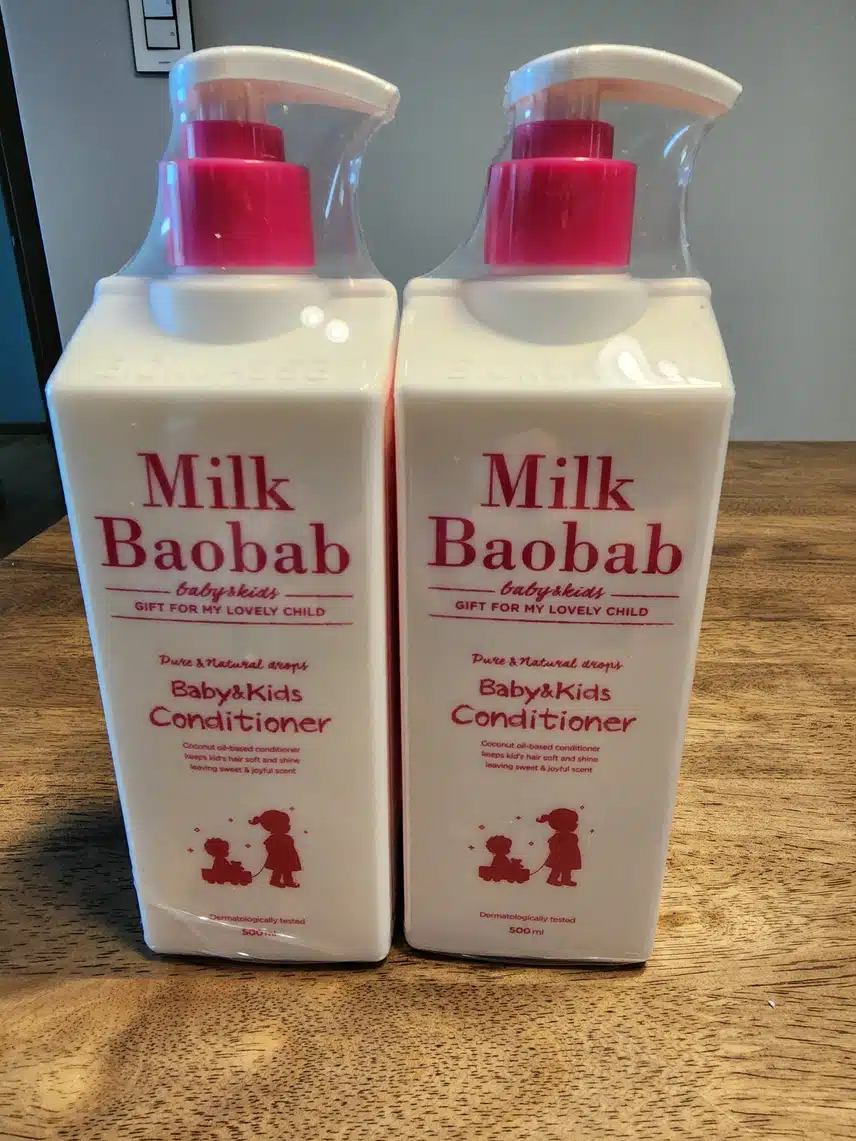 Milk
Baobab
baby&kids
GIFT FOR MY LOVELY CHILD
Pure & Natural drops
Baby&Kids
Conditioner
Coconut oil-based conditioner
keeps kid's hair soft and shine
leaving sweet & joyful scent
Dermatologically tested
500ml
Milk
Baobab
baby&kids
GIFT FOR MY LOVELY CHILD
Pure & Natural drops
Baby&Kids
Conditioner
Coconut oil-based conditioner
keeps kid's hair soft and shine
leaving sweet & joyful scent
Dermatologically tested
500ml